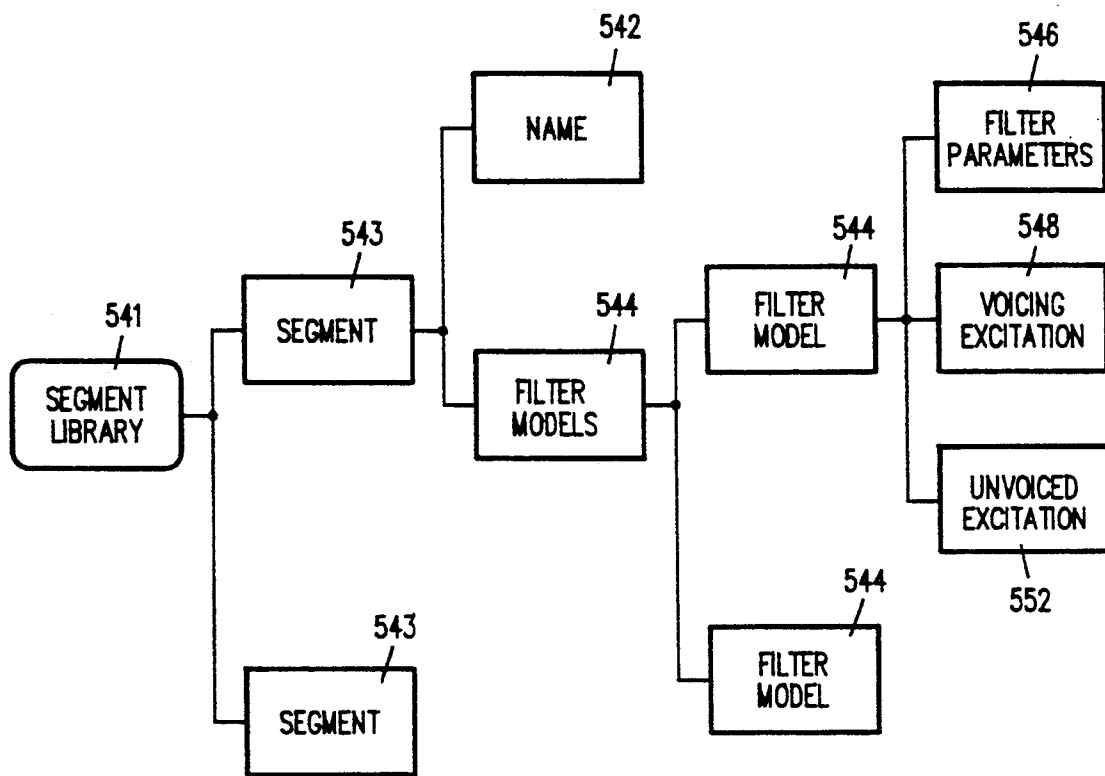 542
NAME
546
FILTER
PARAMETERS
543
SEGMENT
544
FILTER
MODEL
548
VOICING
EXCITATION
541
SEGMENT
LIBRARY
544
FILTER
MODELS
UNVOICED
EXCITATION
552
543
SEGMENT
544
FILTER
MODEL